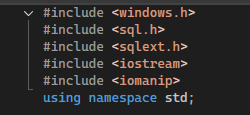 #include <windows.h>
#include <sql.h>
#include <sqlext.h>
#include <iostream>
#include <iomanip>
using namespace std;